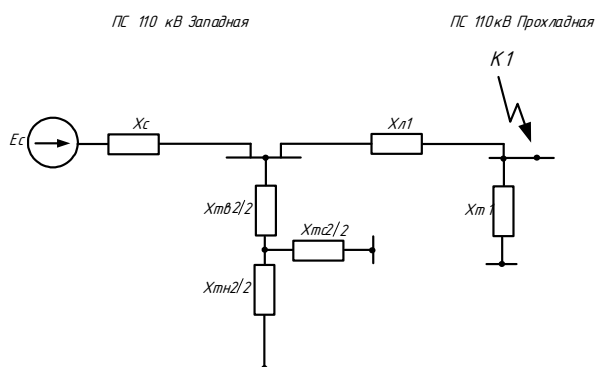 ПС 110 кВ Западная
ПС 110кВ Прохладная
К1
Ес
Хс
Хл1
Хтв2/2
Хт1
Хтс2/2
Хтн2/2